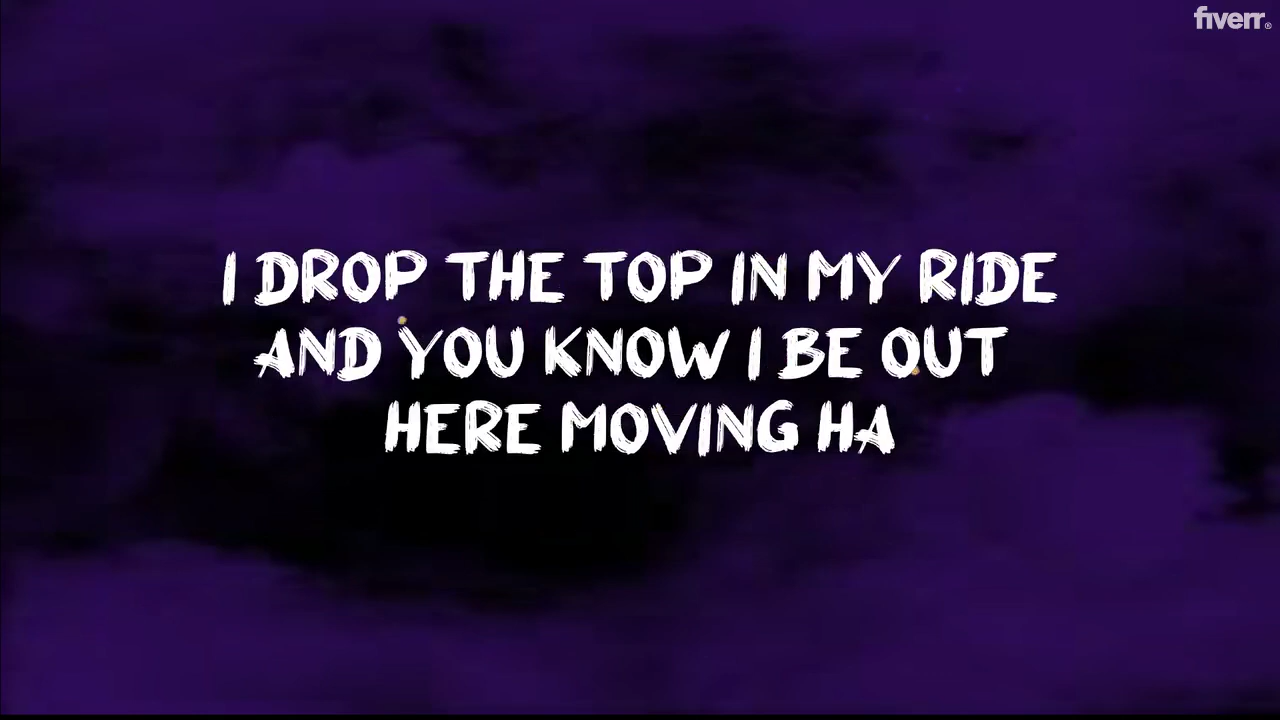 fiverr®
I DROP THE TOP IN MY RIDE
AND YOU KNOW I BE OUT
HERE MOVING HA